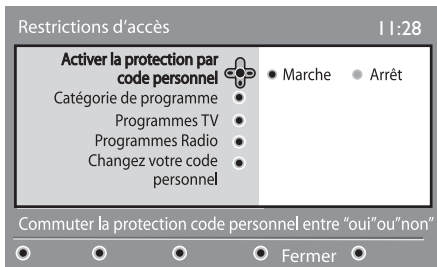 Restrictions d'accès 11:28
Activer la protection par
code personnel
Marche Arrêt
Catégorie de programme
Programmes TV
Programmes Radio
Changez votre code
personnel
Commuter la protection code personnel entre "oui"ou"non"
Fermer